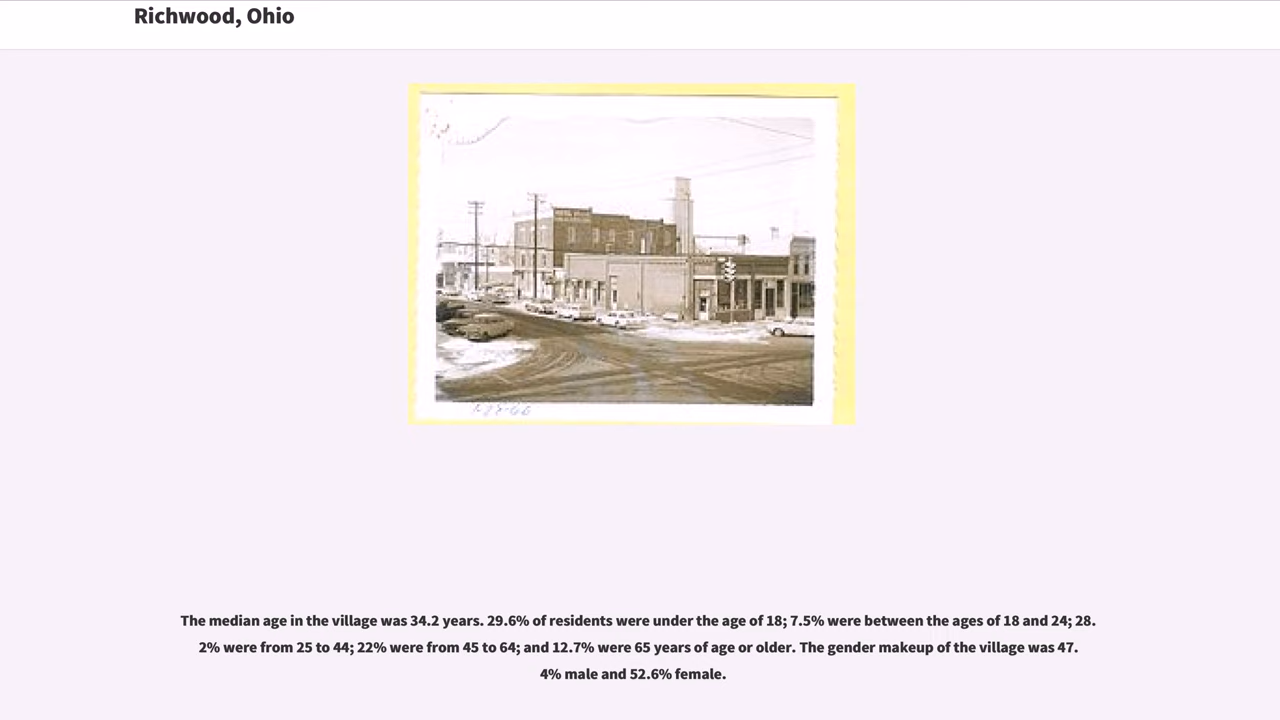 Richwood, Ohio
The median age in the village was 34.2 years. 29.6% of residents were under the age of 18; 7.5% were between the ages of 18 and 24; 28.
2% were from 25 to 44; 22% were from 45 to 64; and 12.7% were 65 years of age or older. The gender makeup of the village was 47.
4% male and 52.6% female.